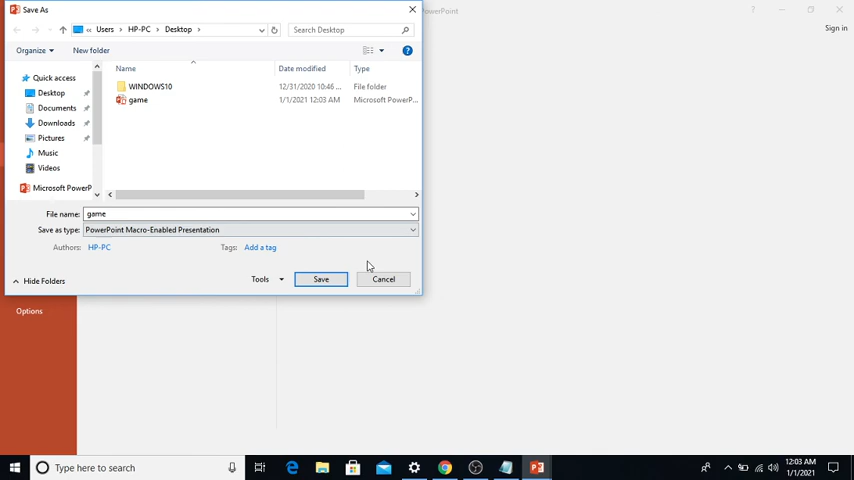 Save As
PowerPoint
Sign in
« Users > HP-PC > Desktop >
Search Desktop
Organize
New folder
Name
Date modified
Type
Quick access
WINDOWS10
12/31/2020 10:46 ...
File folder
game
1/1/2021 12:03 AM
Microsoft PowerP...
Desktop
Documents
Downloads
Pictures
Music
Videos
Microsoft PowerP
File name: game
Save as type: PowerPoint Macro-Enabled Presentation
Authors: HP-PC
Tags: Add a tag
Hide Folders
Tools
Save
Cancel
Options
Type here to search
12:03 AM
1/1/2021